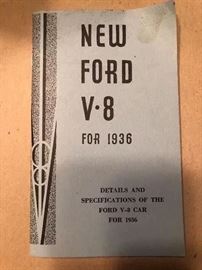 NEW
FORD
V·8
FOR 1936
DETAILS AND
SPECIFICATIONS OF THE
FORD V-8 CAR
FOR 1936